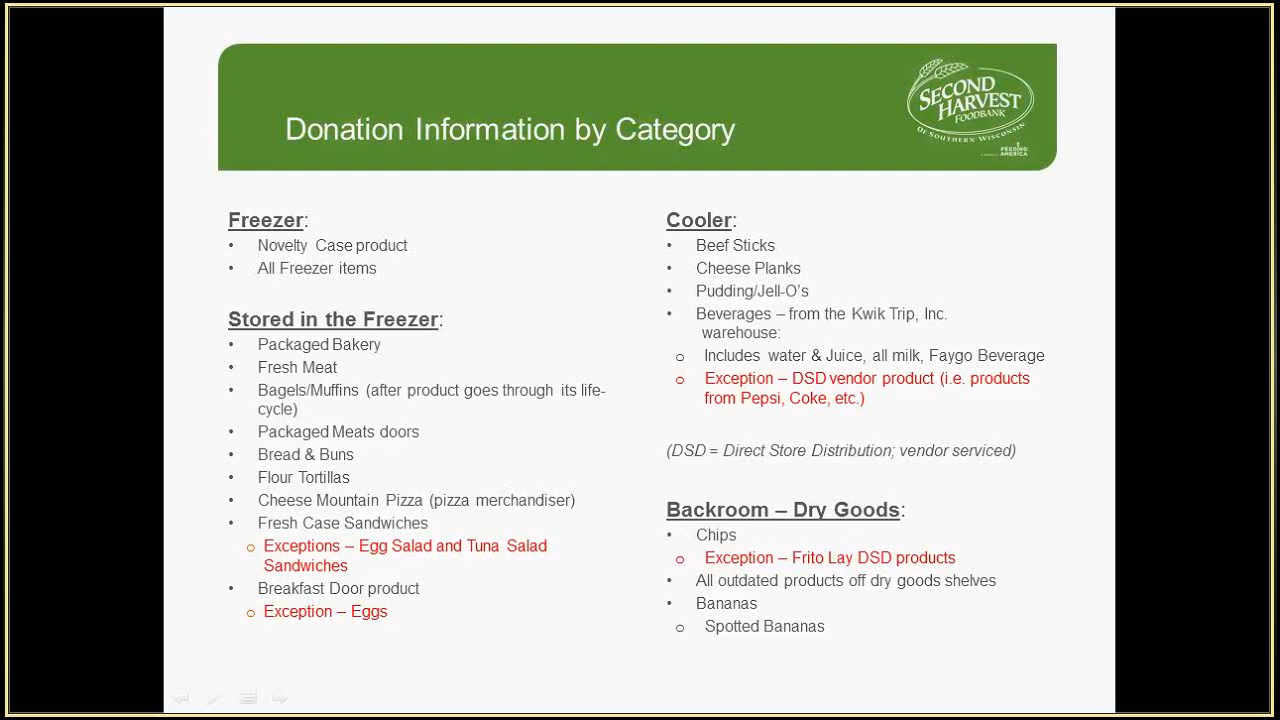 Donation Information by Category
SECOND
HARVEST
FOODBANK
OF SOUTHERN WISCONSIN
FEEDING
AMERICA
Freezer:
• Novelty Case product
• All Freezer items
Stored in the Freezer:
• Packaged Bakery
• Fresh Meat
• Bagels/Muffins (after product goes through its life-
cycle)
• Packaged Meats doors
• Bread & Buns
• Flour Tortillas
• Cheese Mountain Pizza (pizza merchandiser)
• Fresh Case Sandwiches
o Exceptions – Egg Salad and Tuna Salad
Sandwiches
• Breakfast Door product
o Exception – Eggs
Cooler:
• Beef Sticks
• Cheese Planks
• Pudding/Jell-O's
• Beverages – from the Kwik Trip, Inc.
warehouse:
o Includes water & Juice, all milk, Faygo Beverage
o Exception – DSD vendor product (i.e. products
from Pepsi, Coke, etc.)
(DSD = Direct Store Distribution; vendor serviced)
Backroom – Dry Goods:
• Chips
o Exception – Frito Lay DSD products
• All outdated products off dry goods shelves
• Bananas
o Spotted Bananas